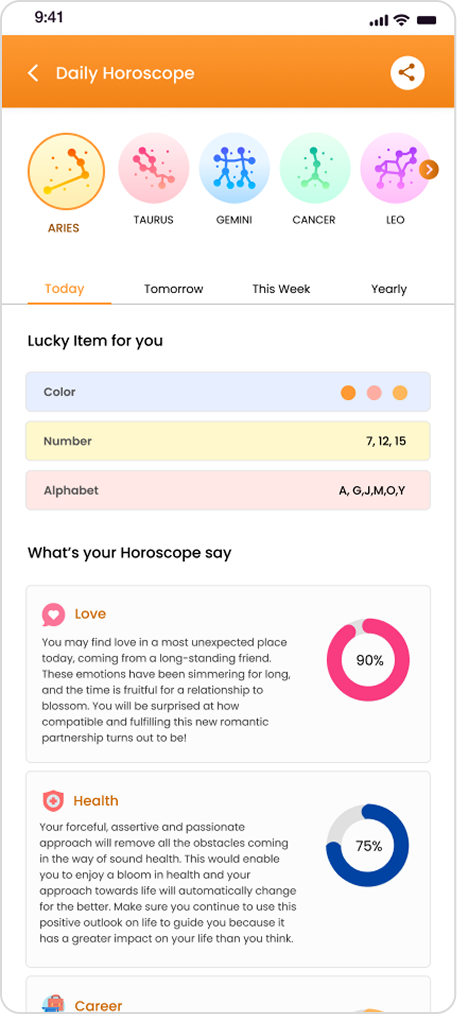 9:41
Daily Horoscope
ARIES
TAURUS
GEMINI
CANCER
LEO
Today
Tomorrow
This Week
Yearly
Lucky Item for you
Color
Number
7, 12, 15
Alphabet
A, G,J,M,O,Y
What's your Horoscope say
Love
You may find love in a most unexpected place
today, coming from a long-standing friend.
These emotions have been simmering for long,
and the time is fruitful for a relationship to
blossom. You will be surprised at how
compatible and fulfilling this new romantic
partnership turns out to be!
90%
Health
Your forceful, assertive and passionate
approach will remove all the obstacles coming
in the way of sound health. This would enable
you to enjoy a bloom in health and your
approach towards life will automatically change
for the better. Make sure you continue to use this
positive outlook on life to guide you because it
has a greater impact on your life than you think.
75%
Career